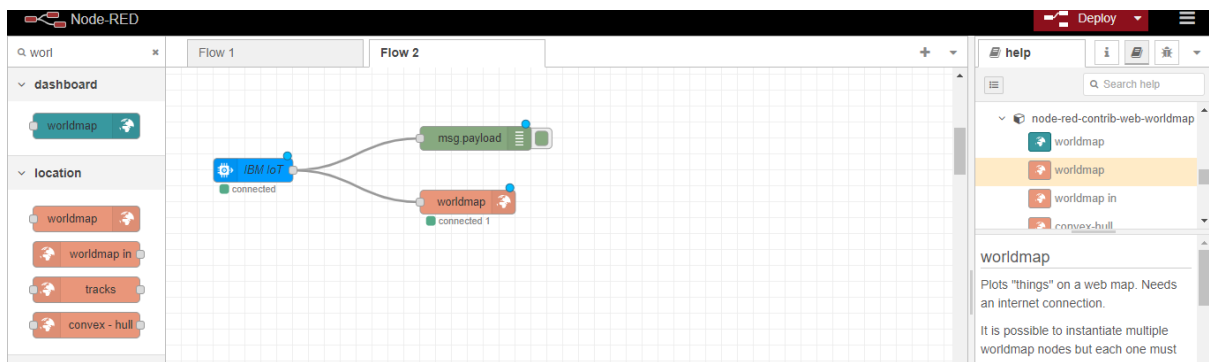 Node-RED
Deploy
worl
Flow 1
Flow 2
help
i
Search help
dashboard
worldmap
location
worldmap
worldmap in
tracks
convex - hull
IBM IoT
connected
msg.payload
worldmap
connected 1
node-red-contrib-web-worldmap
worldmap
worldmap
worldmap in
convex-hull
worldmap
Plots "things" on a web map. Needs
an internet connection.
It is possible to instantiate multiple
worldmap nodes but each one must